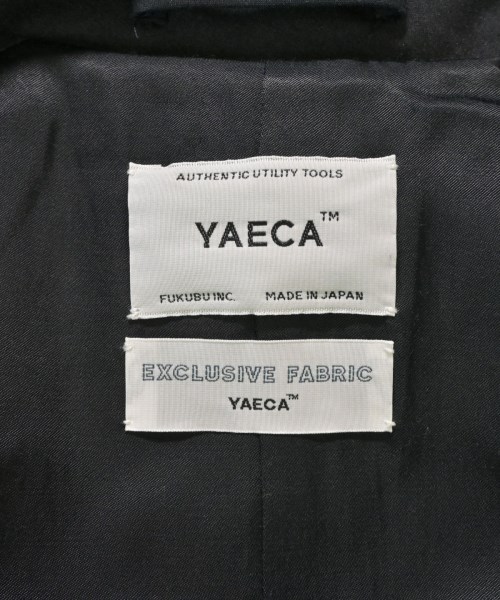 AUTHENTIC UTILITY TOOLS
YAECA™
FUKUBU INC. MADE IN JAPAN
EXCLUSIVE FABRIC
YAECA™